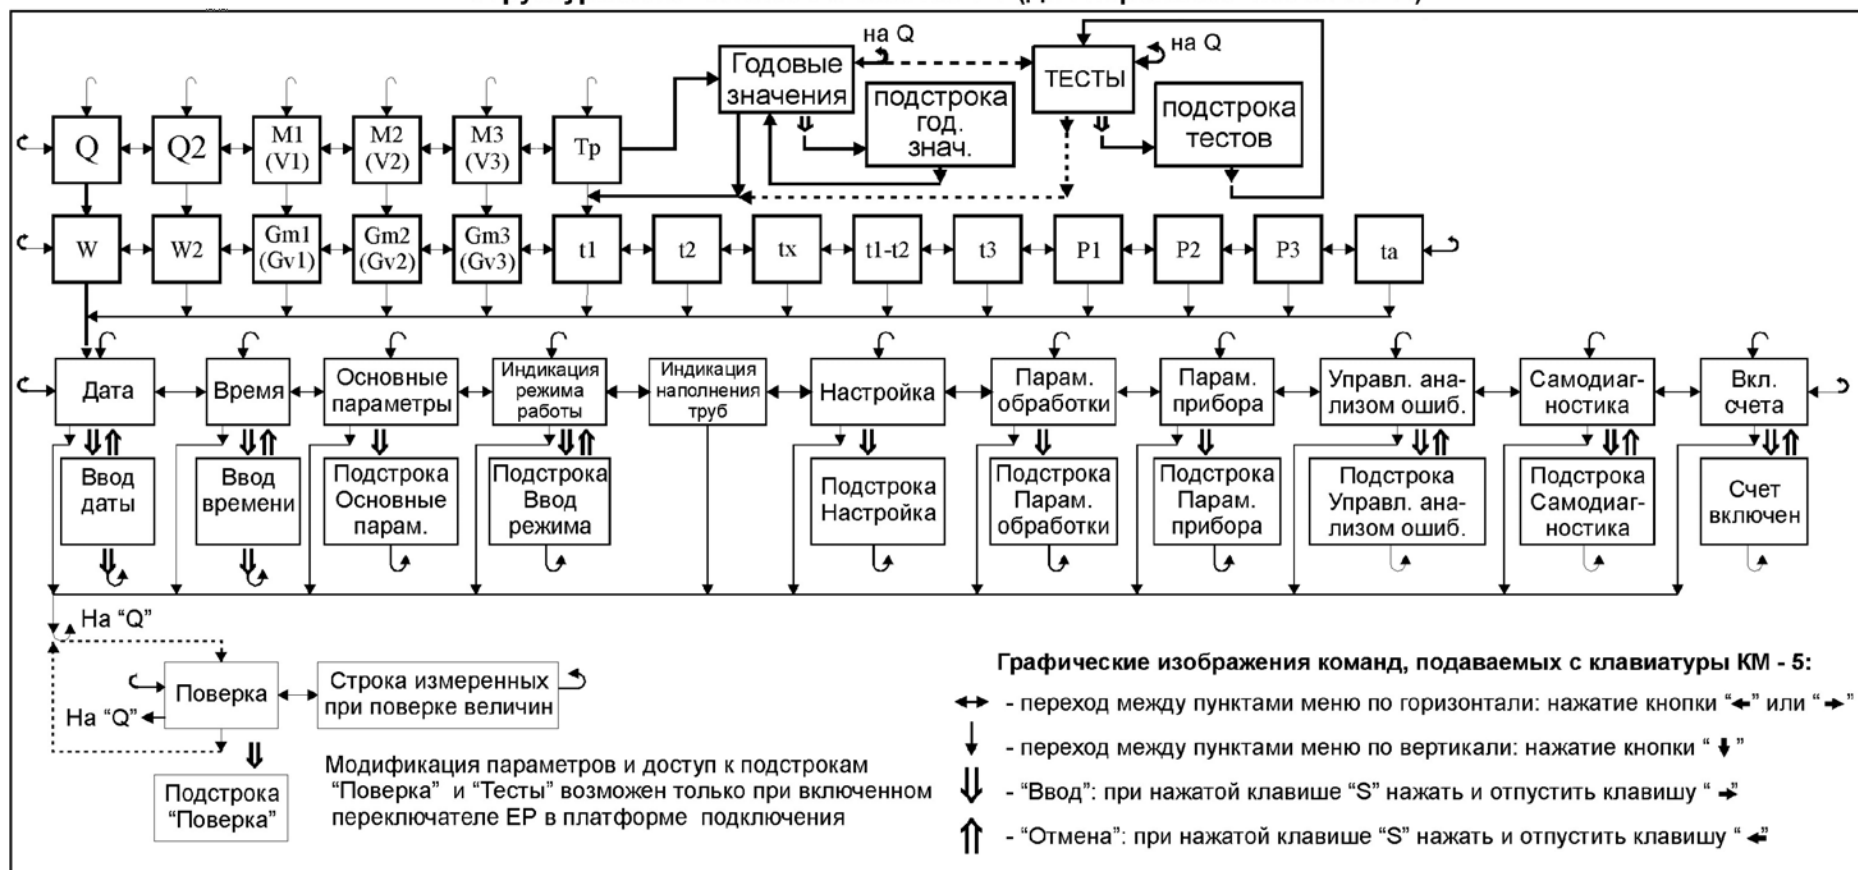 на Q
на Q
Годовые
значения
ТЕСТЫ
подстрока
год.
знач.
подстрока
тестов
Q
Q2
M1
(V1)
M2
(V2)
M3
(V3)
Tp
W
W2
Gm1
(Gv1)
Gm2
(Gv2)
Gm3
(Gv3)
t1
t2
tx
t1-t2
t3
P1
P2
P3
ta
Дата
Время
Основные
параметры
Индикация
режима
работы
Индикация
наполнения
труб
Настройка
Парам.
обработки
Парам.
прибора
Управл. ана-
лизом ошиб.
Самодиаг-
ностика
Вкл.
счета
Ввод
даты
Ввод
времени
Подстрока
Основные
парам.
Подстрока
Ввод
режима
Подстрока
Настройка
Подстрока
Парам.
обработки
Подстрока
Парам.
прибора
Подстрока
Управл. ана-
лизом ошиб.
Подстрока
Самодиаг-
ностика
Счет
включен
На “Q”
Поверка
Строка измеренных
при поверке величин
На “Q”
Подстрока
“Поверка”
Модификация параметров и доступ к подстрокам
“Поверка” и “Тесты” возможен только при включенном
переключателе ЕР в платформе подключения
Графические изображения команд, подаваемых с клавиатуры КМ - 5:
↔ - переход между пунктами меню по горизонтали: нажатие кнопки “←” или “→”
↓ - переход между пунктами меню по вертикали: нажатие кнопки “↓”
⇓ - “Ввод”: при нажатой клавише “S” нажать и отпустить клавишу “→
⇑ - “Отмена”: при нажатой клавише “S” нажать и отпустить клавишу “←”